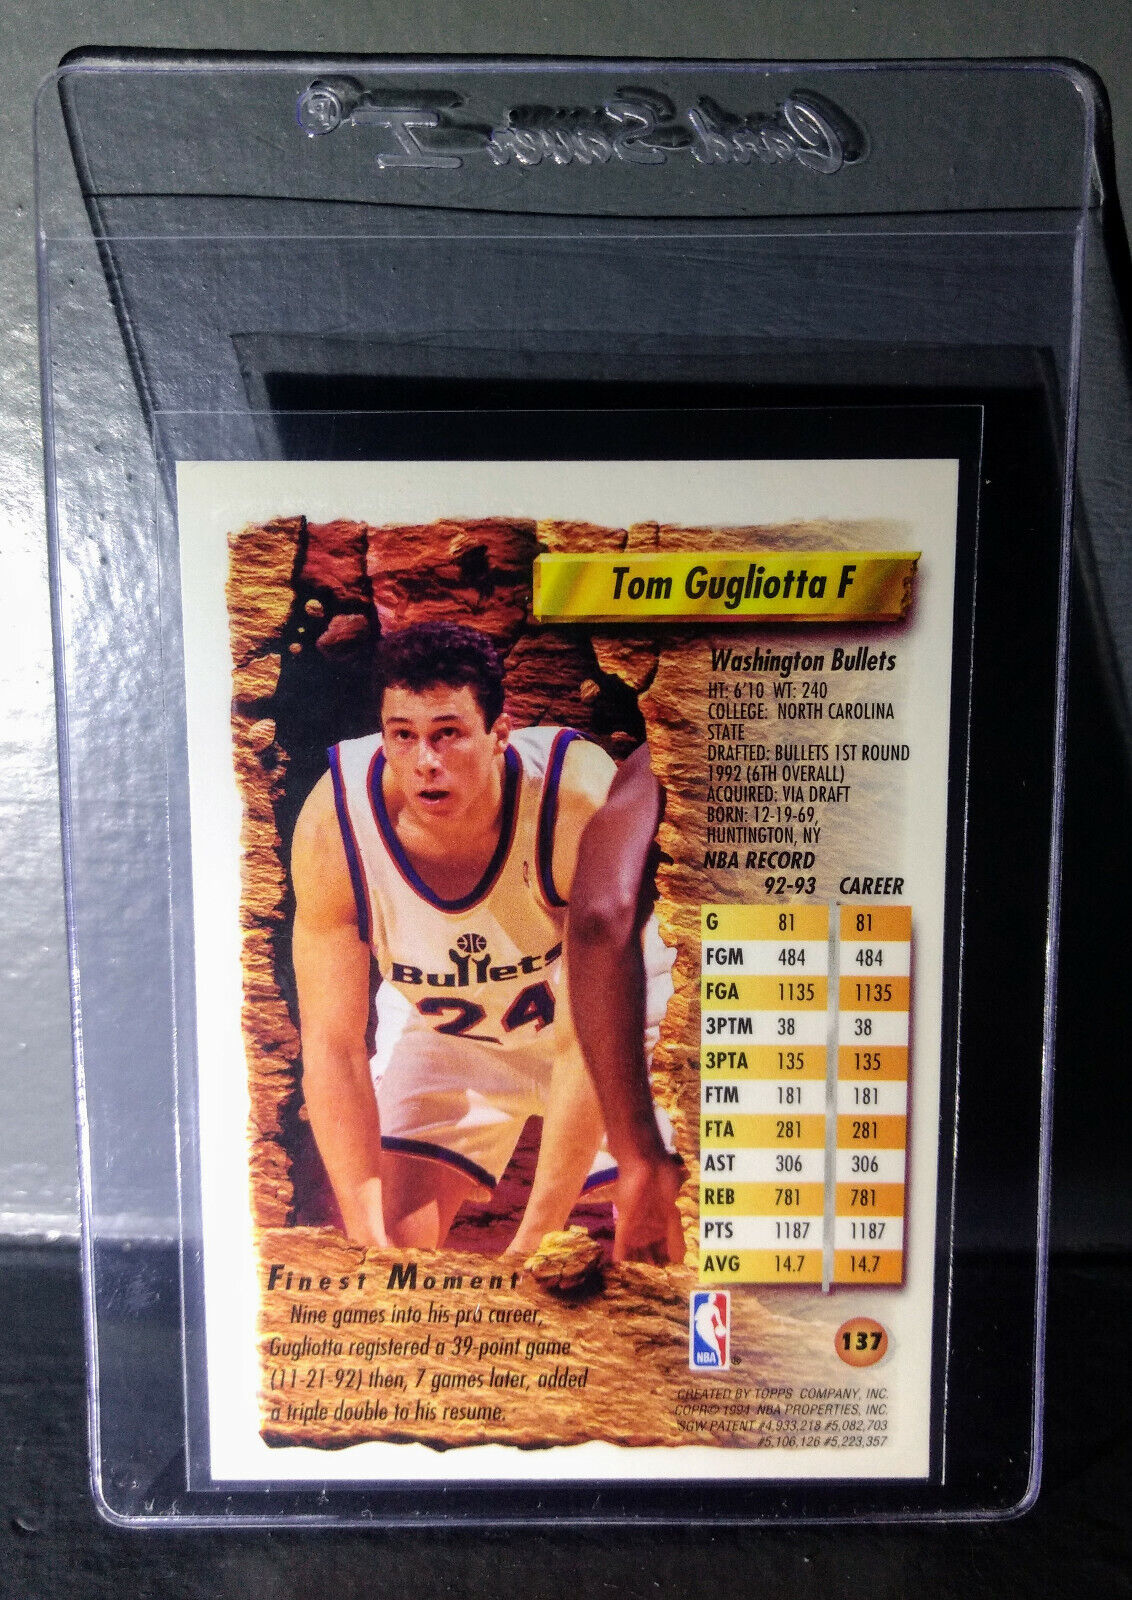 Card Saver I®
Tom Gugliotta F
Washington Bullets
HT: 6'10 WT: 240
COLLEGE: NORTH CAROLINA
STATE
DRAFTED: BULLETS 1ST ROUND
1992 (6TH OVERALL)
ACQUIRED: VIA DRAFT
BORN: 12-19-69,
HUNTINGTON, NY
NBA RECORD
92-93 CAREER
G 81 81
FGM 484 484
FGA 1135 1135
3PTM 38 38
3PTA 135 135
FTM 181 181
FTA 281 281
AST 306 306
REB 781 781
PTS 1187 1187
AVG 14.7 14.7
Bullets
24
Finest Moment
Nine games into his pro career,
Gugliotta registered a 39-point game
(11-21-92) then, 7 games later, added
a triple double to his resume.
NBA ®
137
CREATED BY TOPPS COMPANY, INC.
COPR© 1994 NBA PROPERTIES, INC.
SGW PATENT #4,933,218 #5,082,703
#5,106,126 #5,223,357